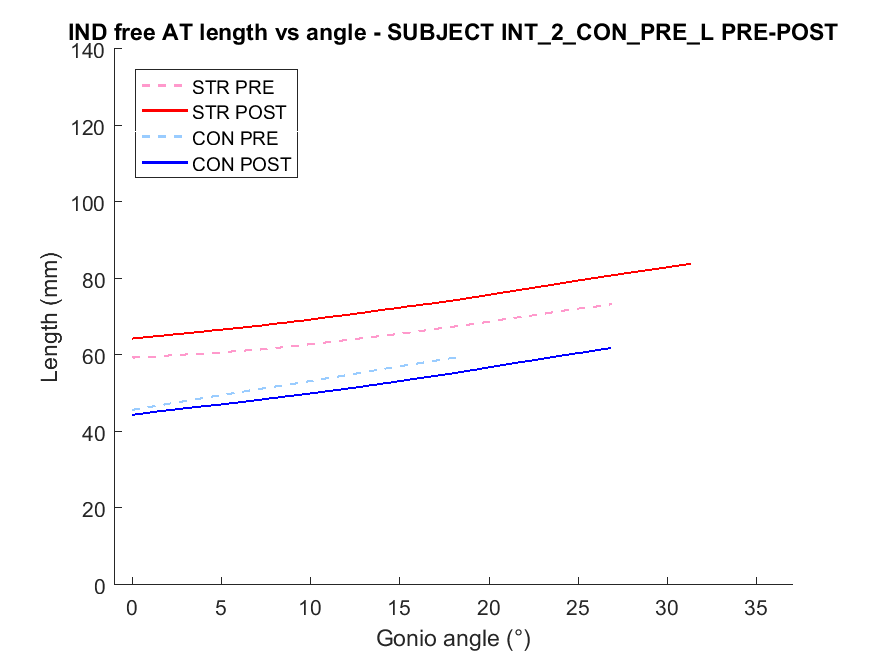 IND free AT length vs angle - SUBJECT INT_2_CON_PRE_L PRE-POST
140
120
100
80
60
40
20
0
Length (mm)
STR PRE
STR POST
CON PRE
CON POST
0 5 10 15 20 25 30 35
Gonio angle (°)